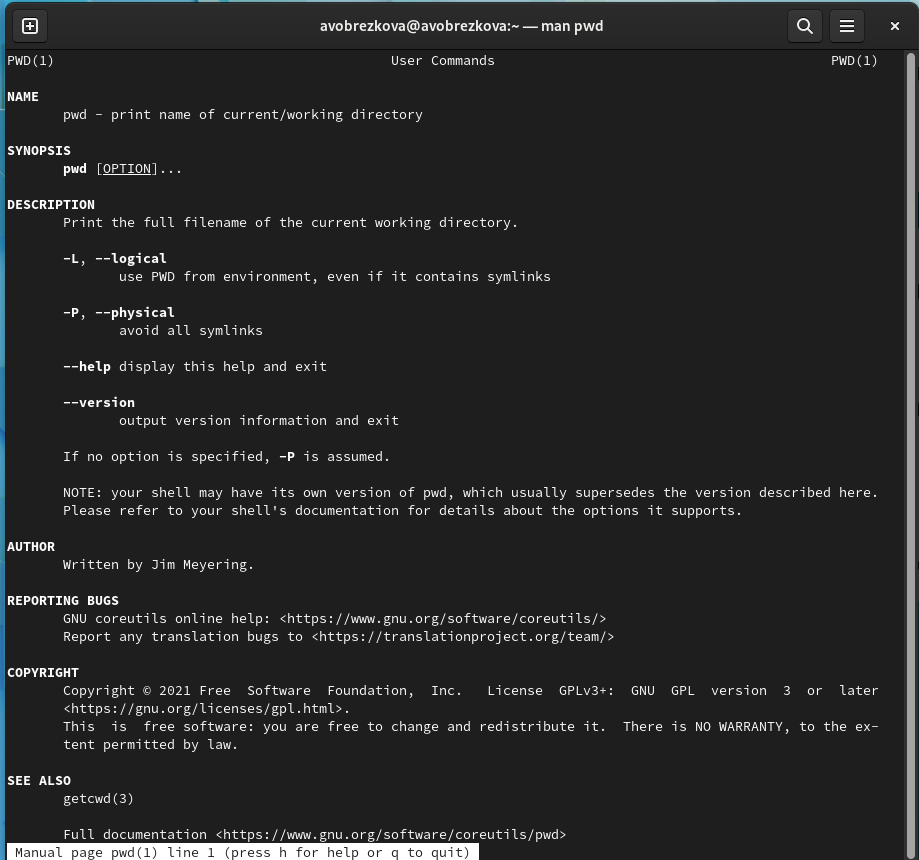 avobrezkova@avobrezkova:~ — man pwd
PWD(1) User Commands PWD(1)
NAME
pwd - print name of current/working directory
SYNOPSIS
pwd [OPTION]...
DESCRIPTION
Print the full filename of the current working directory.
-L, --logical
use PWD from environment, even if it contains symlinks
-P, --physical
avoid all symlinks
--help display this help and exit
--version
output version information and exit
If no option is specified, -P is assumed.
NOTE: your shell may have its own version of pwd, which usually supersedes the version described here.
Please refer to your shell's documentation for details about the options it supports.
AUTHOR
Written by Jim Meyering.
REPORTING BUGS
GNU coreutils online help: <https://www.gnu.org/software/coreutils/>
Report any translation bugs to <https://translationproject.org/team/>
COPYRIGHT
Copyright © 2021 Free Software Foundation, Inc. License GPLv3+: GNU GPL version 3 or later
<https://gnu.org/licenses/gpl.html>.
This is free software: you are free to change and redistribute it. There is NO WARRANTY, to the ex-
tent permitted by law.
SEE ALSO
getcwd(3)
Full documentation <https://www.gnu.org/software/coreutils/pwd>
Manual page pwd(1) line 1 (press h for help or q to quit)